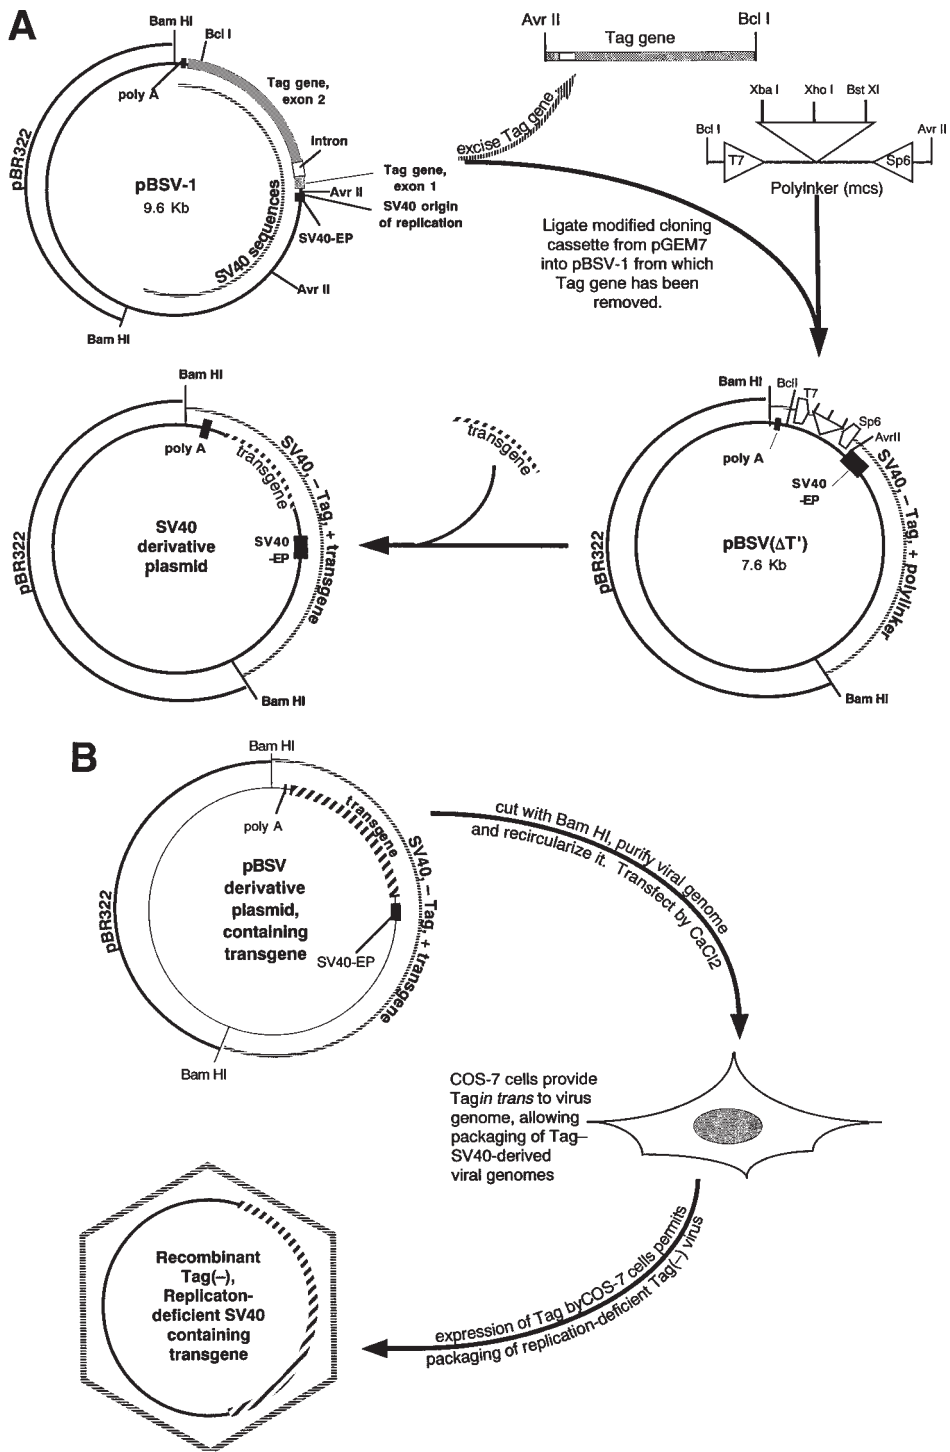 A
Bam HI
Bcl I
poly A
Tag gene,
exon 2
Intron
pBR322
pBSV-1
9.6 Kb
Tag gene,
exon 1
Avr II
SV40 origin
of replication
SV40-EP
SV40 sequences
Avr II
Bam HI
Avr II
Bcl I
Tag gene
excise Tag gene
Xba I
Xho I
Bst XI
Bcl I
Avr II
T7
Sp6
Polylinker (mcs)
Ligate modified cloning
cassette from pGEM7
into pBSV-1 from which
Tag gene has been
removed.
Bam HI
poly A
transgene
SV40
derivative
plasmid
SV40
-EP
pBR322
SV40, – Tag, + transgene
Bam HI
transgene
Bam HI
BclI
T7
Sp6
AvrII
poly A
SV40
-EP
pBR322
pBSV(ΔT')
7.6 Kb
SV40, – Tag, + polylinker
Bam HI
B
Bam HI
poly A
transgene
pBSV
derivative
plasmid,
containing
transgene
SV40-EP
pBR322
SV40, – Tag, + transgene
Bam HI
cut with Bam HI, purify viral genome
and recircularize it. Transfect by CaCl2
COS-7 cells provide
Tagin trans to virus
genome, allowing
packaging of Tag–
SV40-derived
viral genomes
expression of Tag byCOS-7 cells permits
packaging of replication-deficient Tag(–) virus
Recombinant
Tag(–),
Replicaton-
deficient SV40
containing
transgene